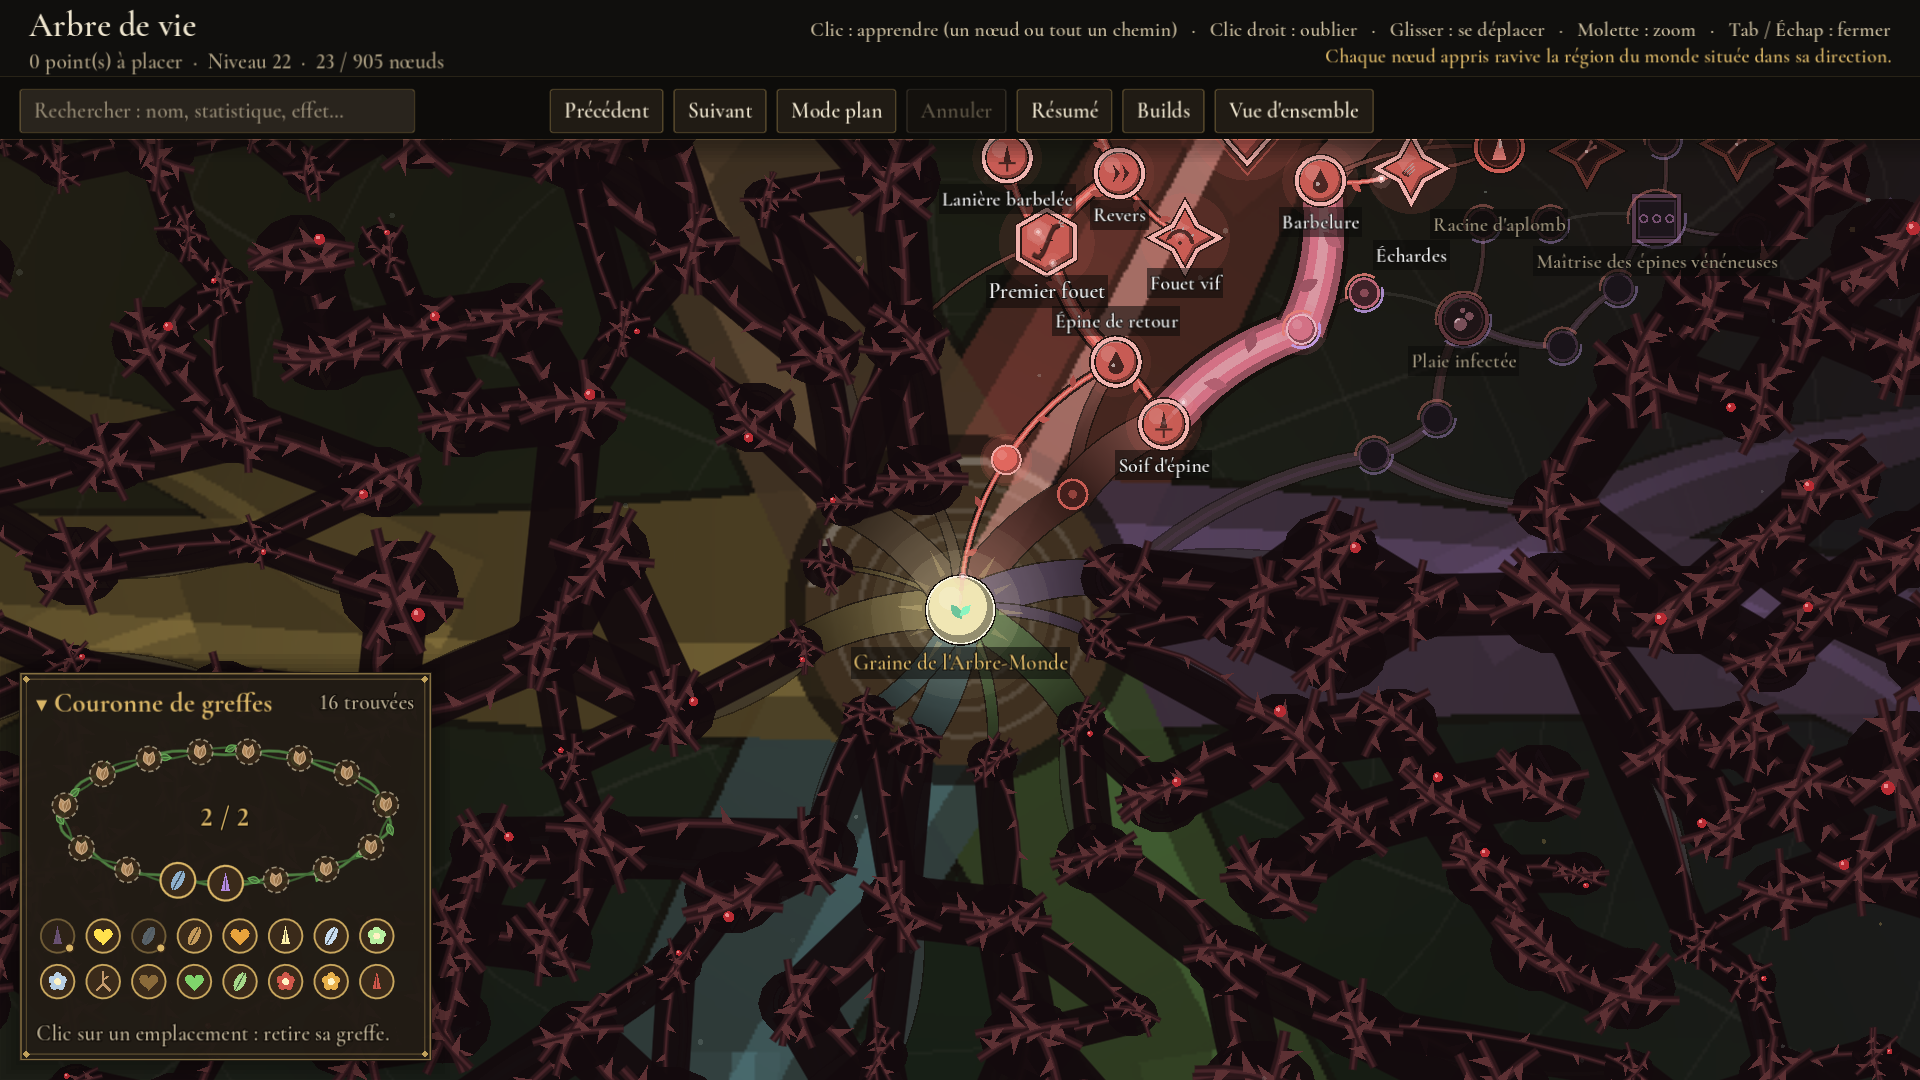 Arbre de vie
0 point(s) à placer · Niveau 22 · 23 / 905 nœuds
Clic : apprendre (un nœud ou tout un chemin) · Clic droit : oublier · Glisser : se déplacer · Molette : zoom · Tab / Échap : fermer
Chaque nœud appris ravive la région du monde située dans sa direction.
Rechercher : nom, statistique, effet...
Précédent
Suivant
Mode plan
Annuler
Résumé
Builds
Vue d'ensemble
Lanière barbelée
Revers
Barbelure
Racine d'aplomb
Échardes
Maîtrise des épines vénéneuses
Premier fouet
Fouet vif
Épine de retour
Plaie infectée
Soif d'épine
Graine de l'Arbre-Monde
▾ Couronne de greffes
16 trouvées
2 / 2
Clic sur un emplacement : retire sa greffe.